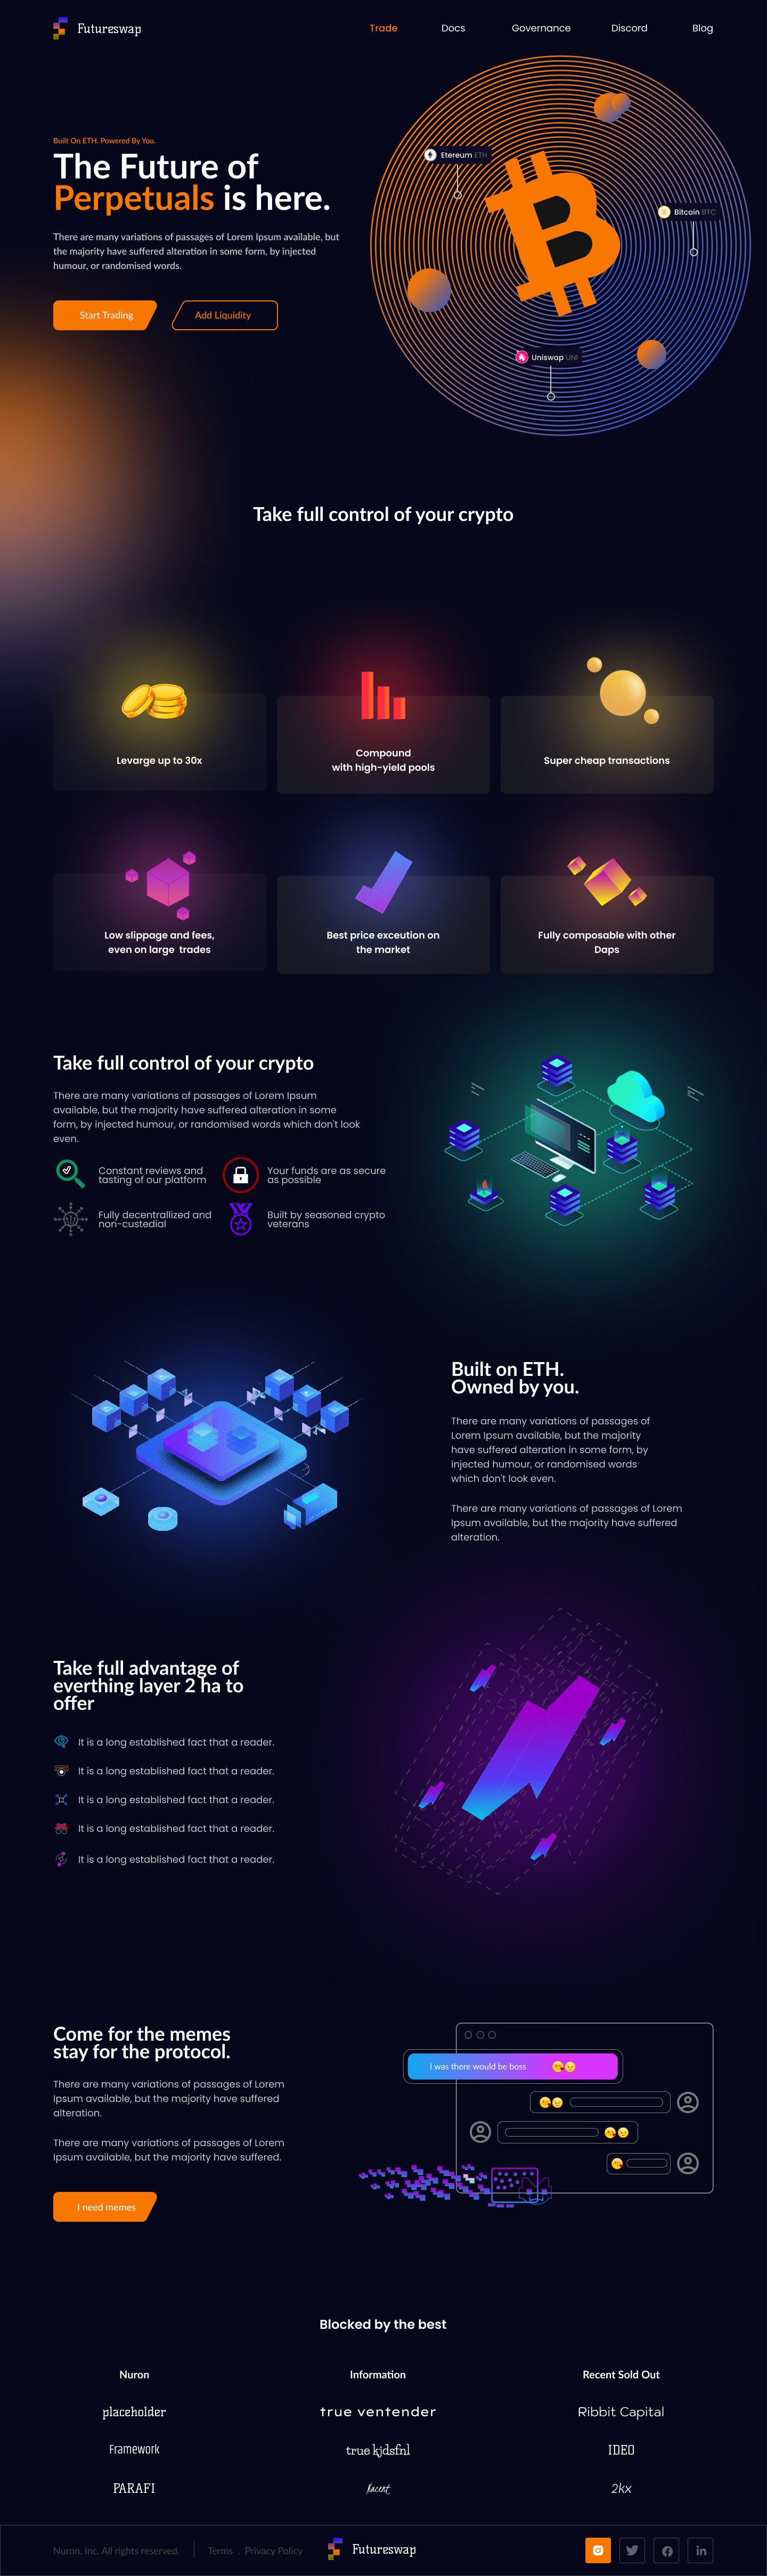 Futureswap
Trade Docs Governance Discord Blog
Built On ETH. Powered By You.
The Future of
Perpetuals is here.
There are many variations of passages of Lorem Ipsum available, but
the majority have suffered alteration in some form, by injected
humour, or randomised words.
Start Trading
Add Liquidity
Etereum ETH
Bitcoin BTC
Uniswap UNI
Take full control of your crypto
Levarge up to 30x
Compound
with high-yield pools
Super cheap transactions
Low slippage and fees,
even on large trades
Best price exceution on
the market
Fully composable with other
Daps
Take full control of your crypto
There are many variations of passages of Lorem Ipsum
available, but the majority have suffered alteration in some
form, by injected humour, or randomised words which don't look
even.
Constant reviews and
tasting of our platform
Your funds are as secure
as possible
Fully decentrallized and
non-custedial
Built by seasoned crypto
veterans
Built on ETH.
Owned by you.
There are many variations of passages of
Lorem Ipsum available, but the majority
have suffered alteration in some form, by
injected humour, or randomised words
which don't look even.
There are many variations of passages of Lorem
Ipsum available, but the majority have suffered
alteration.
Take full advantage of
everthing layer 2 ha to
offer
It is a long established fact that a reader.
It is a long established fact that a reader.
It is a long established fact that a reader.
It is a long established fact that a reader.
It is a long established fact that a reader.
Come for the memes
stay for the protocol.
There are many variations of passages of Lorem
Ipsum available, but the majority have suffered
alteration.
There are many variations of passages of Lorem
Ipsum available, but the majority have suffered.
I need memes
I was there would be boss
Blocked by the best
Nuron
Information
Recent Sold Out
placeholder
true ventender
Ribbit Capital
Framework
true kjdsfnl
IDEO
PARAFI
2kx
Nuron, Inc. All rights reserved.
Terms . Privacy Policy
Futureswap